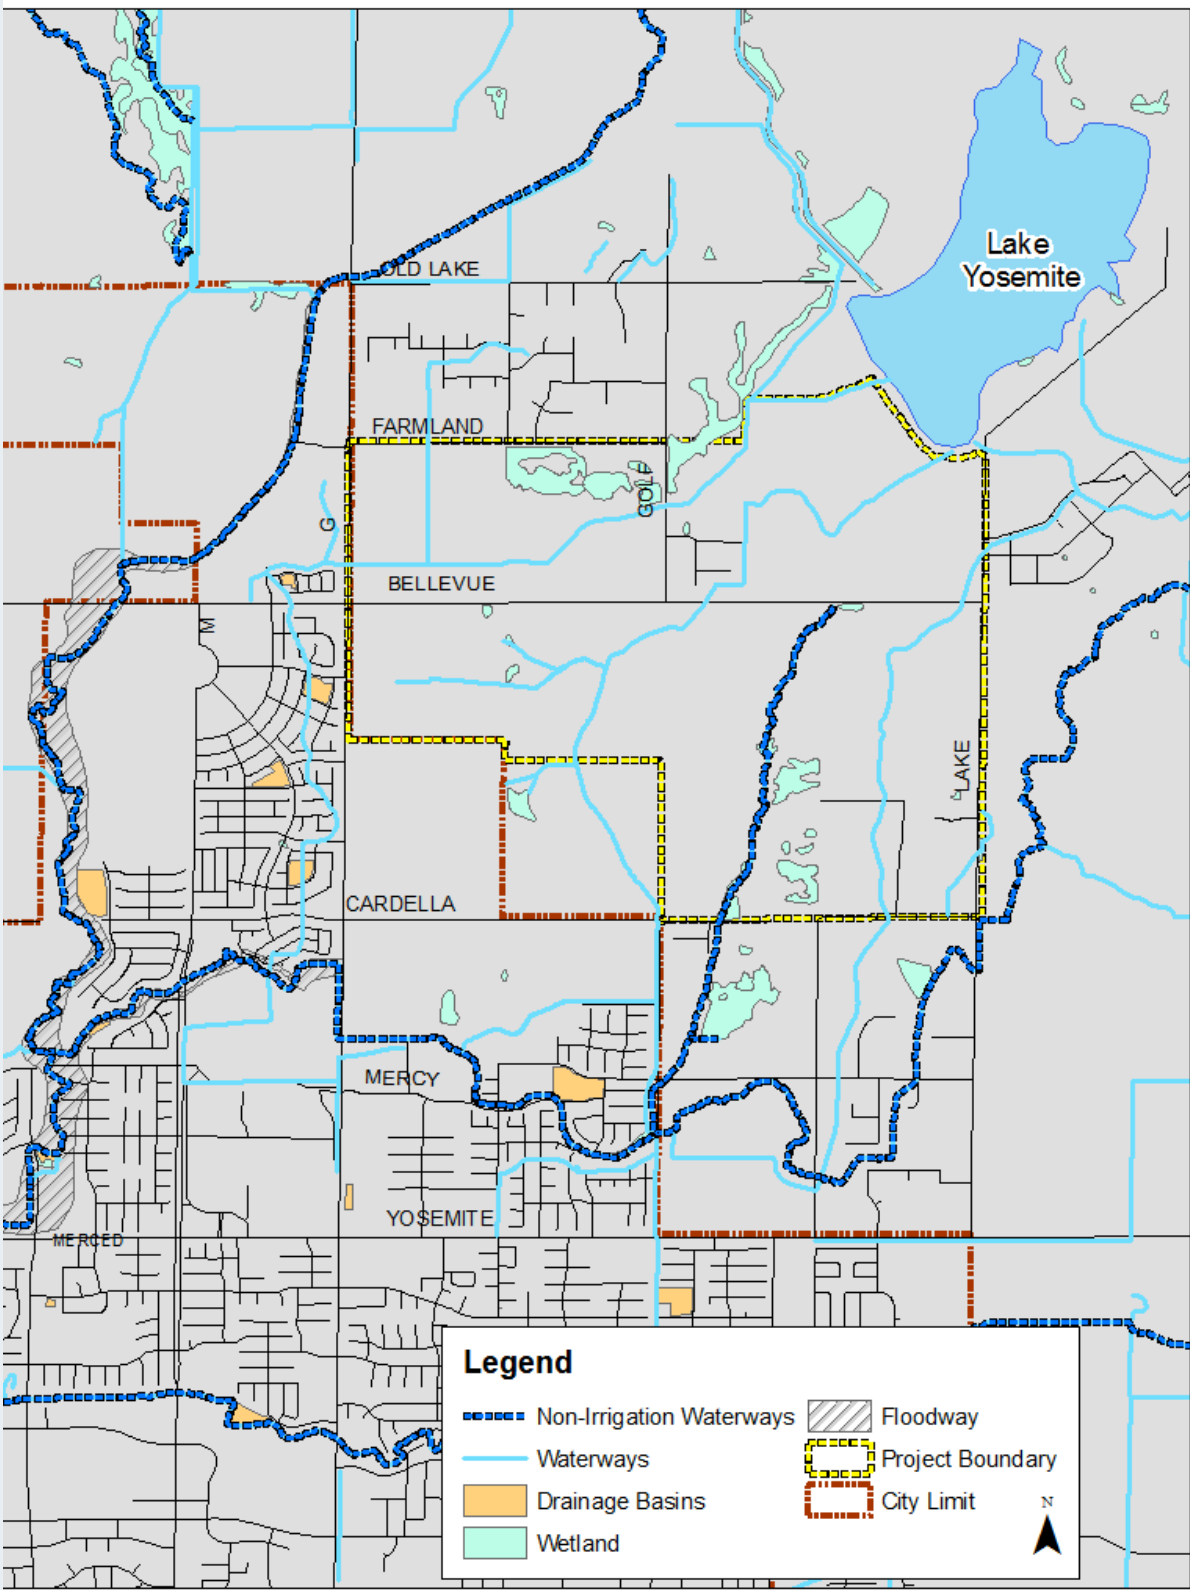 Lake
Yosemite
OLD LAKE
FARMLAND
GOLF
G
BELLEVUE
M
LAKE
CARDELLA
MERCY
YOSEMITE
MERCED
Legend
Non-Irrigation Waterways
Floodway
Waterways
Project Boundary
Drainage Basins
City Limit
N
Wetland